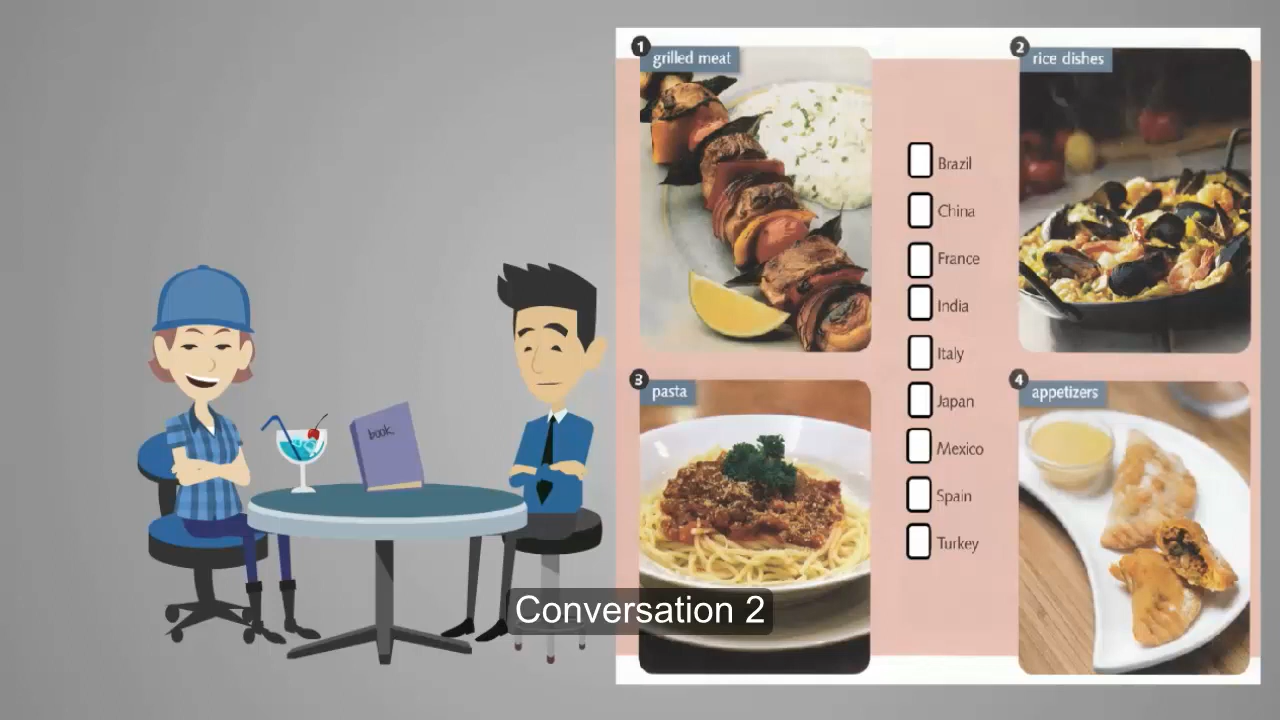 1
grilled meat
2
rice dishes
Brazil
China
France
India
Italy
Japan
Mexico
Spain
Turkey
3
pasta
4
appetizers
book
Conversation 2